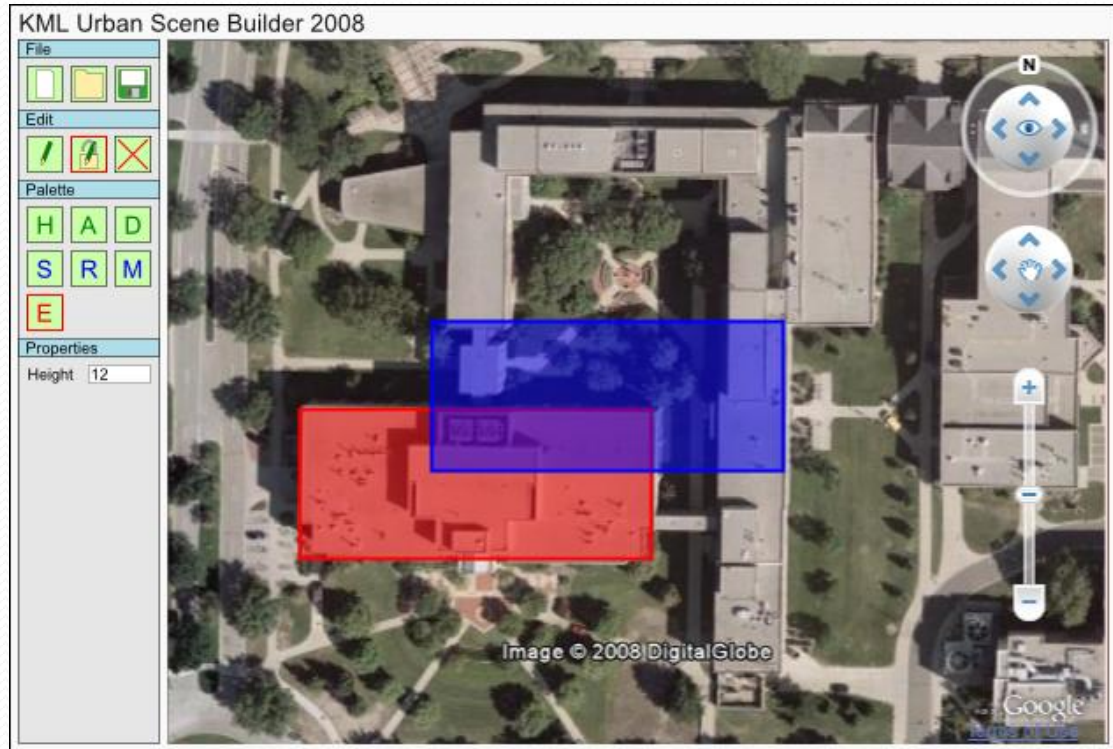 KML Urban Scene Builder 2008
File
Edit
Palette
H A D
S R M
E
Properties
Height 12
N
Image © 2008 DigitalGlobe
Google
Terms of Use